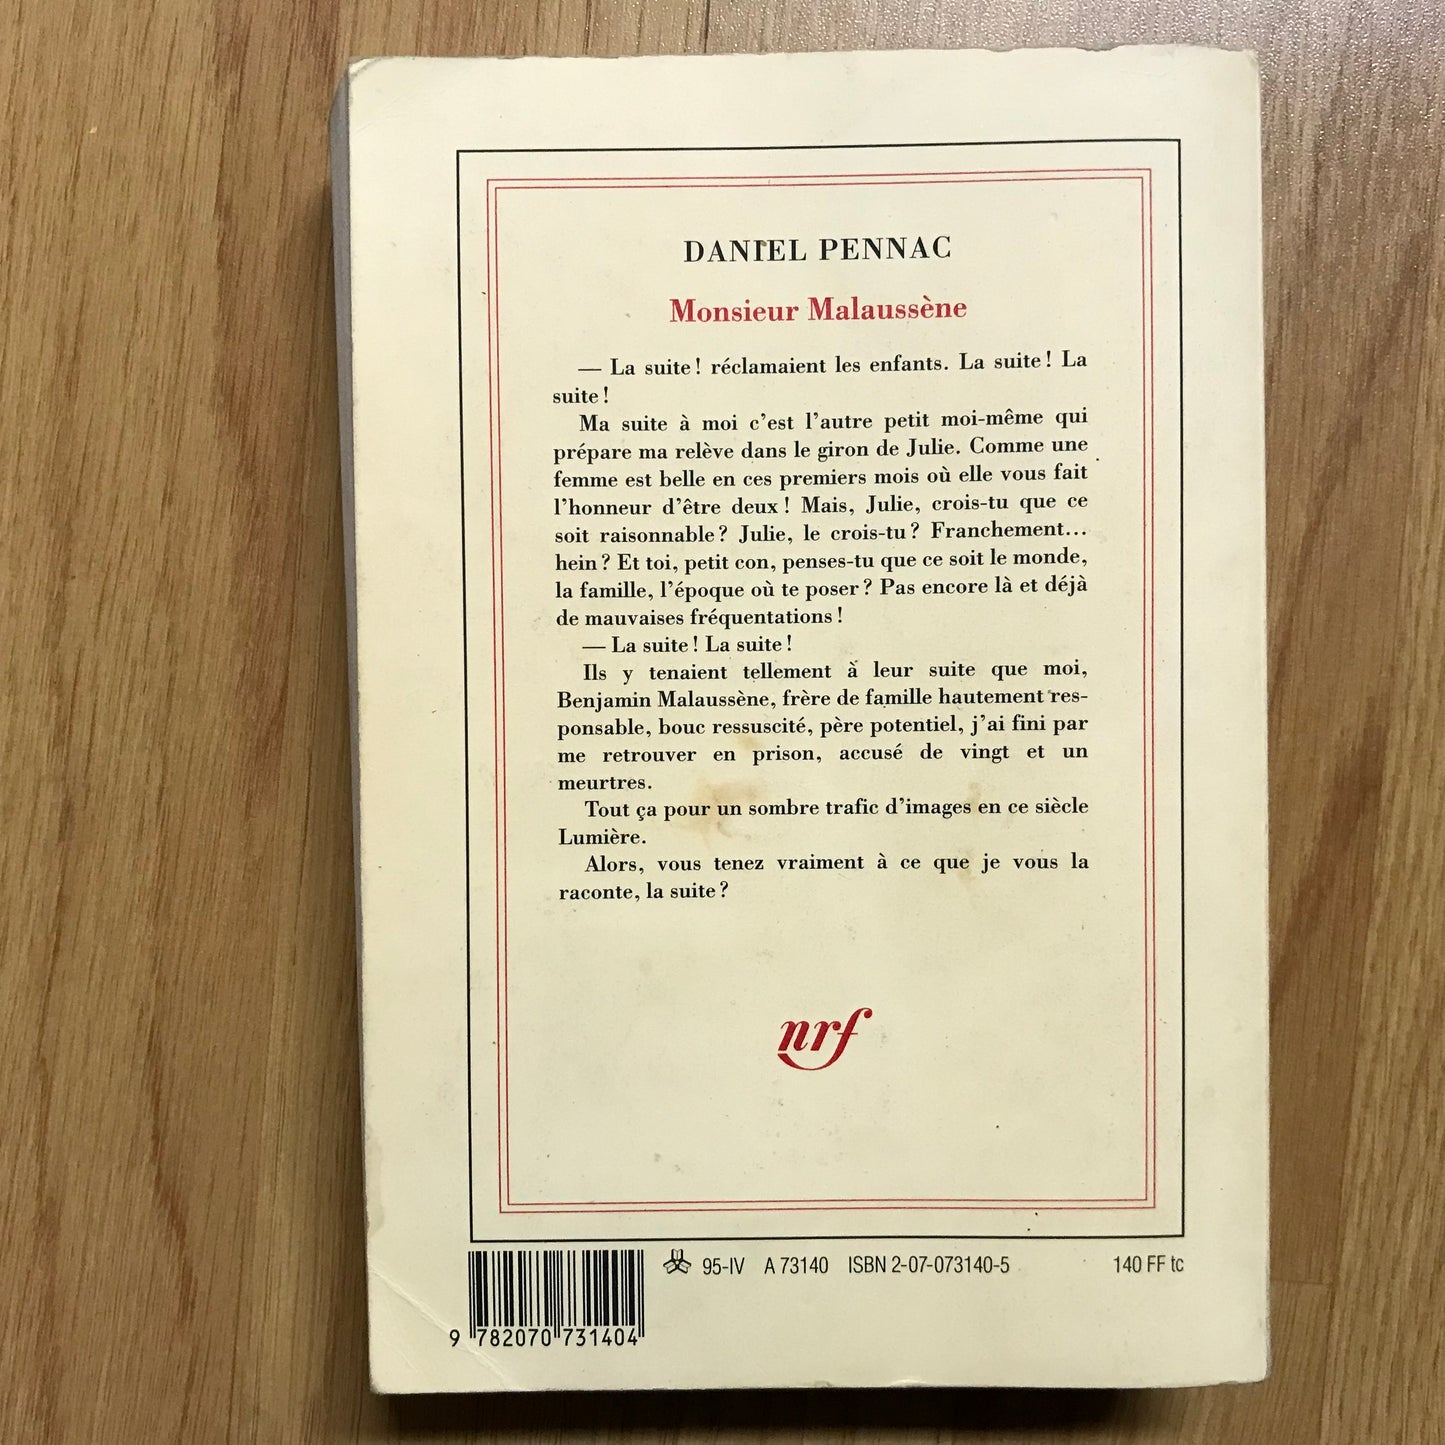 DANIEL PENNAC
Monsieur Malaussène
— La suite ! réclamaient les enfants. La suite ! La
suite !
Ma suite à moi c'est l'autre petit moi-même qui
prépare ma relève dans le giron de Julie. Comme une
femme est belle en ces premiers mois où elle vous fait
l'honneur d'être deux ! Mais, Julie, crois-tu que ce
soit raisonnable ? Julie, le crois-tu ? Franchement...
hein ? Et toi, petit con, penses-tu que ce soit le monde,
la famille, l'époque où te poser ? Pas encore là et déjà
de mauvaises fréquentations !
— La suite ! La suite !
Ils y tenaient tellement à leur suite que moi,
Benjamin Malaussène, frère de famille hautement res-
ponsable, bouc ressuscité, père potentiel, j'ai fini par
me retrouver en prison, accusé de vingt et un
meurtres.
Tout ça pour un sombre trafic d'images en ce siècle
Lumière.
Alors, vous tenez vraiment à ce que je vous la
raconte, la suite ?
nrf
95-IV A 73140 ISBN 2-07-073140-5 140 FF tc
9 782070 731404